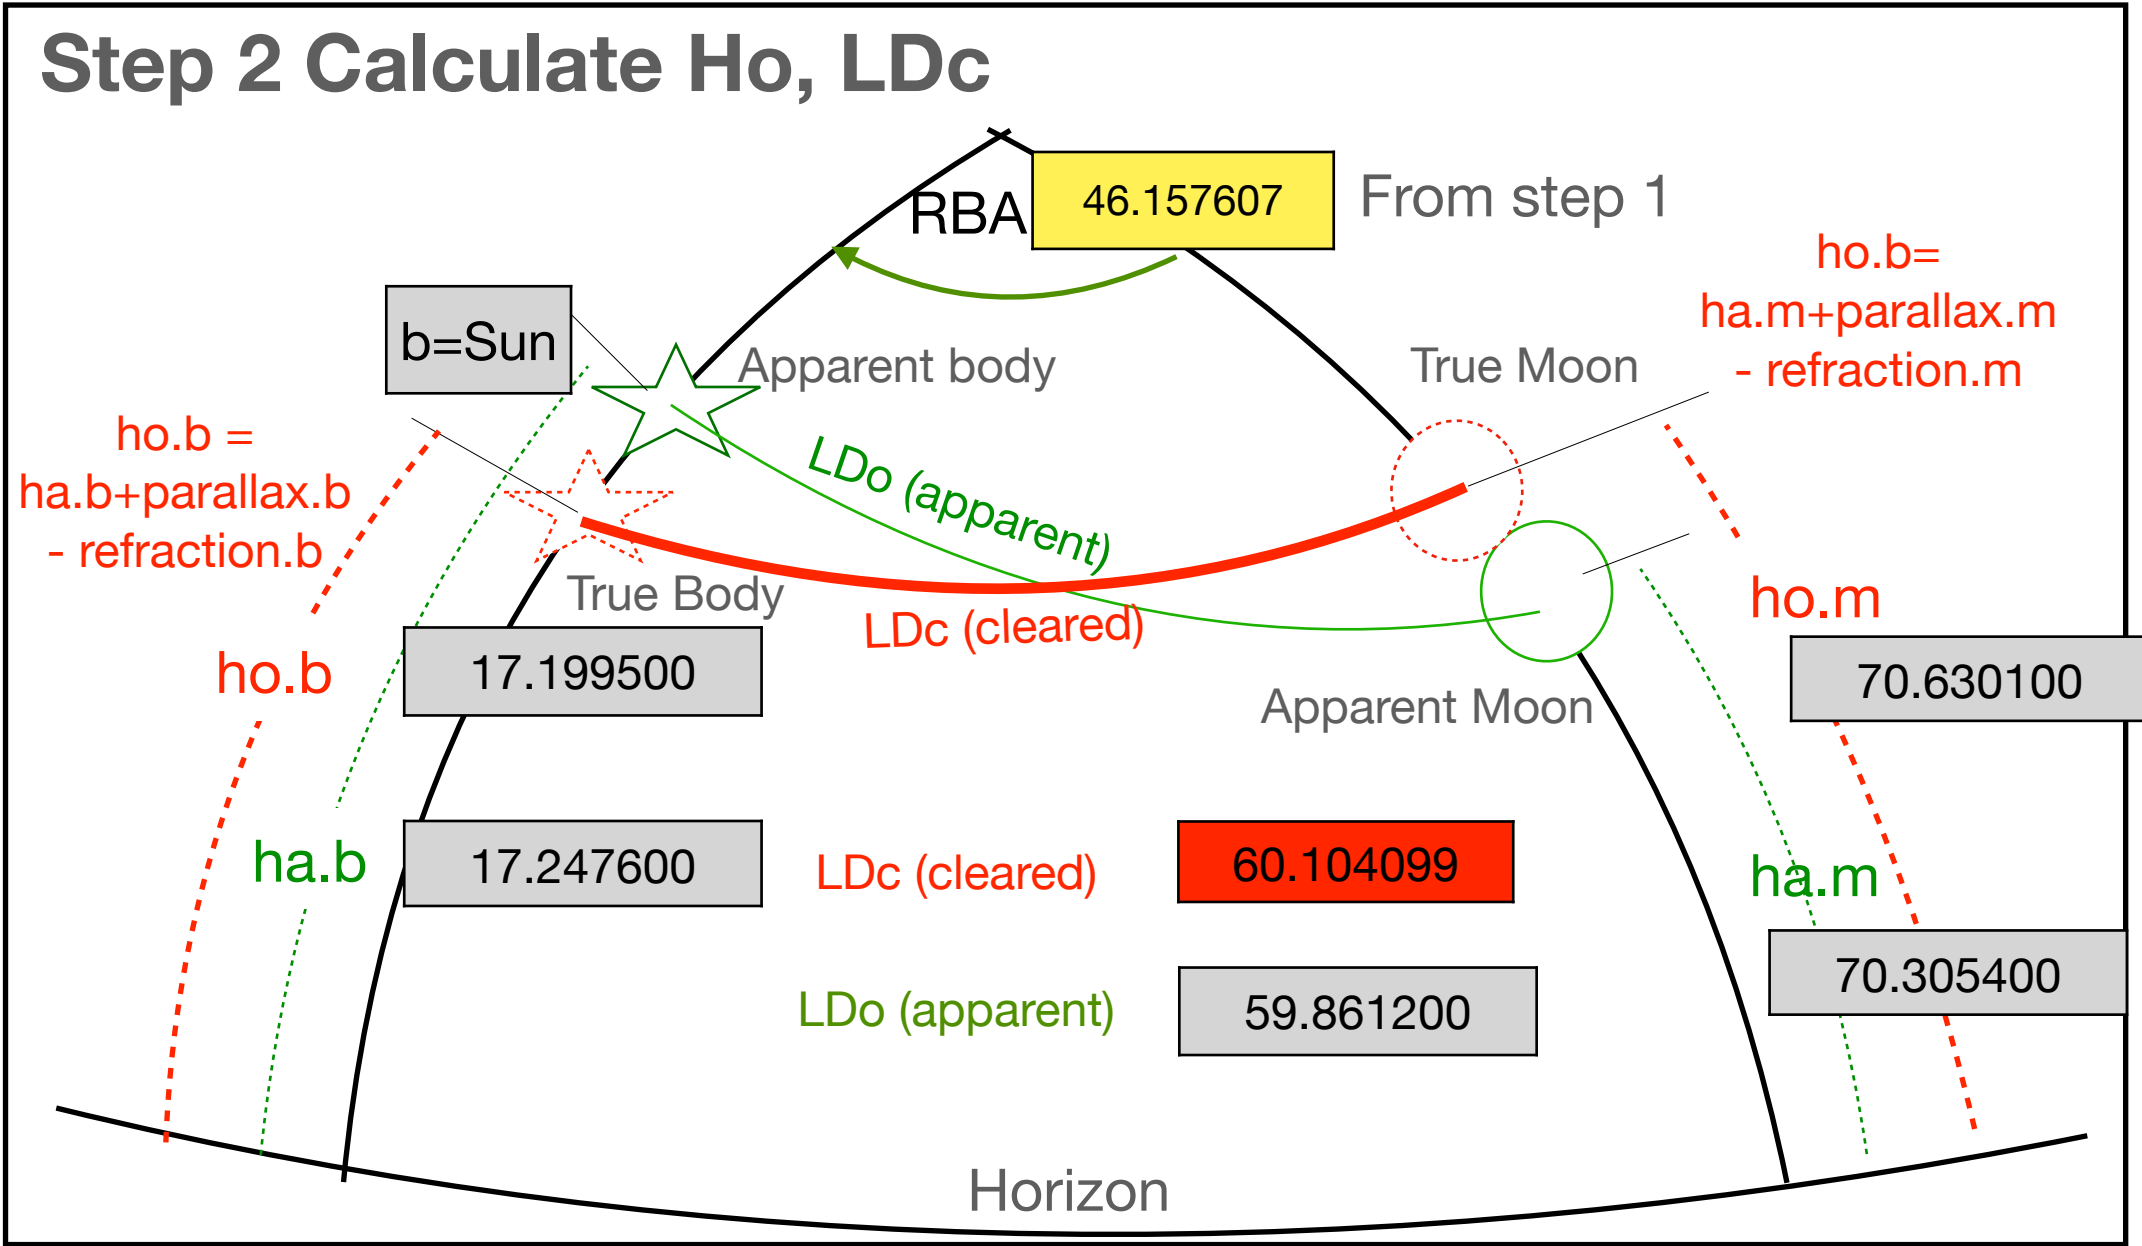 Step 2 Calculate Ho, LDc
RBA
46.157607
From step 1
ho.b=
ha.m+parallax.m
- refraction.m
b=Sun
Apparent body
True Moon
ho.b =
ha.b+parallax.b
- refraction.b
LDo (apparent)
True Body
LDc (cleared)
ho.m
ho.b
17.199500
70.630100
Apparent Moon
ha.b
17.247600
LDc (cleared)
60.104099
ha.m
LDo (apparent)
59.861200
70.305400
Horizon